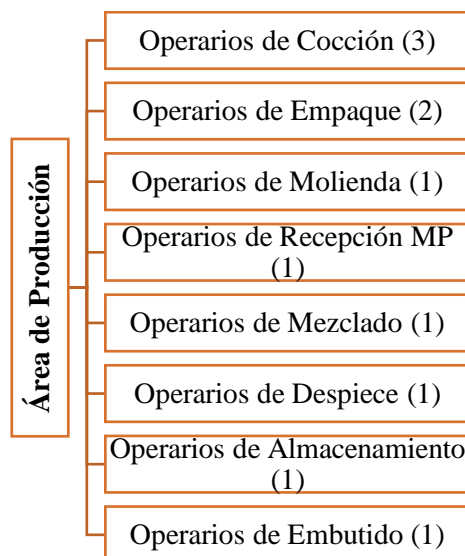 Área de Producción
Operarios de Cocción (3)
Operarios de Empaque (2)
Operarios de Molienda (1)
Operarios de Recepción MP
(1)
Operarios de Mezclado (1)
Operarios de Despiece (1)
Operarios de Almacenamiento
(1)
Operarios de Embutido (1)